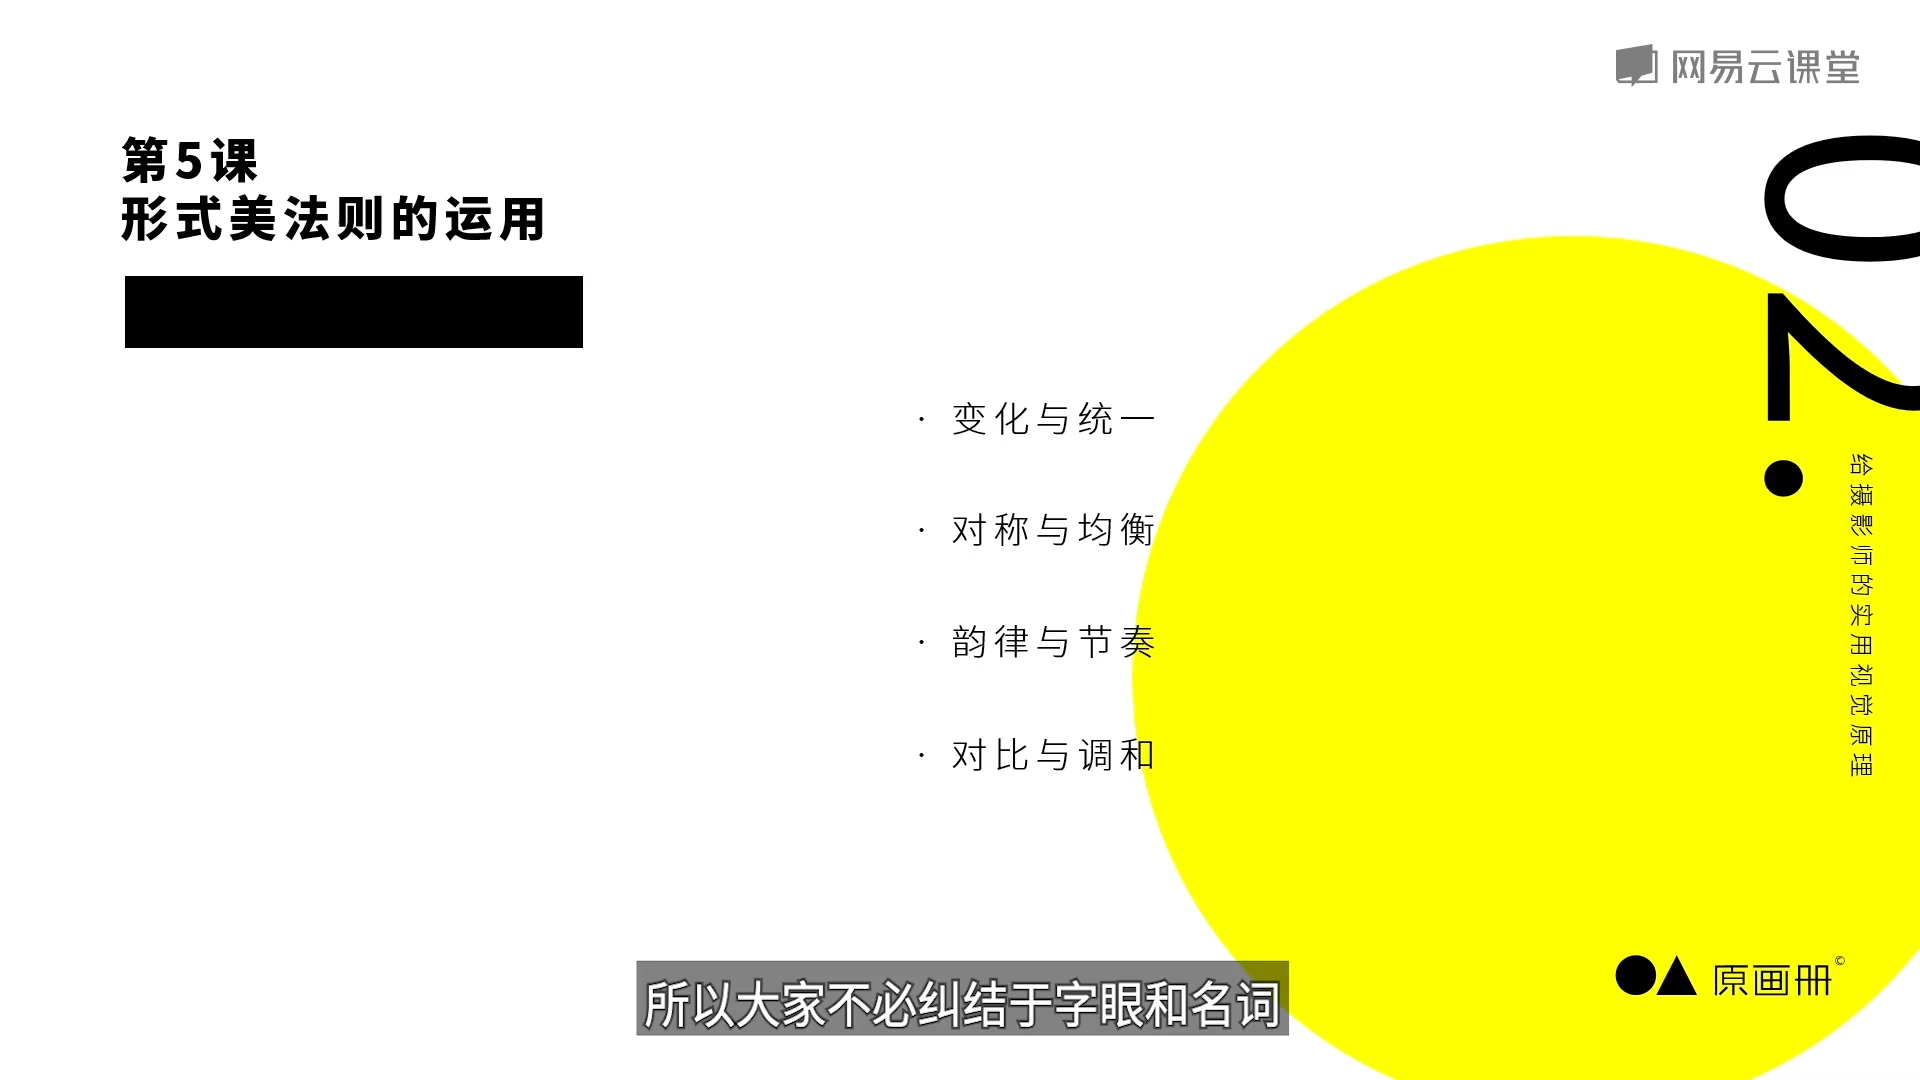 网易云课堂
第5课
形式美法则的运用
02.
· 变化与统一
· 对称与均衡
· 韵律与节奏
· 对比与调和
给摄影师的实用视觉原理
原画册©
所以大家不必纠结于字眼和名词